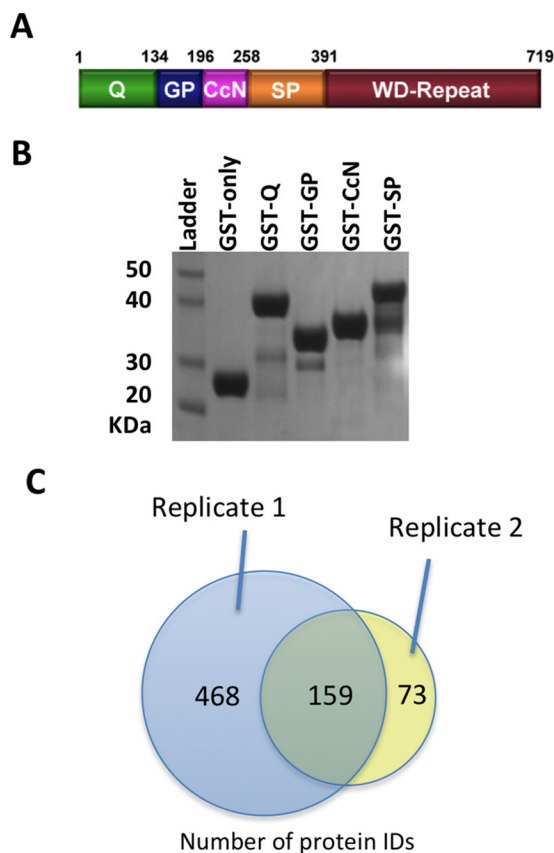 A
1 134 196 258 391 719
Q GP CcN SP WD-Repeat
B
Ladder
GST-only
GST-Q
GST-GP
GST-CcN
GST-SP
50
40
30
20
KDa
C
Replicate 1
Replicate 2
468 159 73
Number of protein IDs